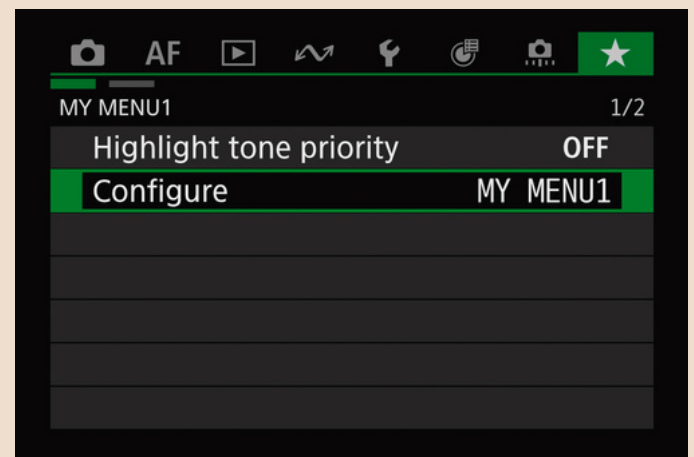 AF
MY MENU1 1/2
Highlight tone priority OFF
Configure MY MENU1